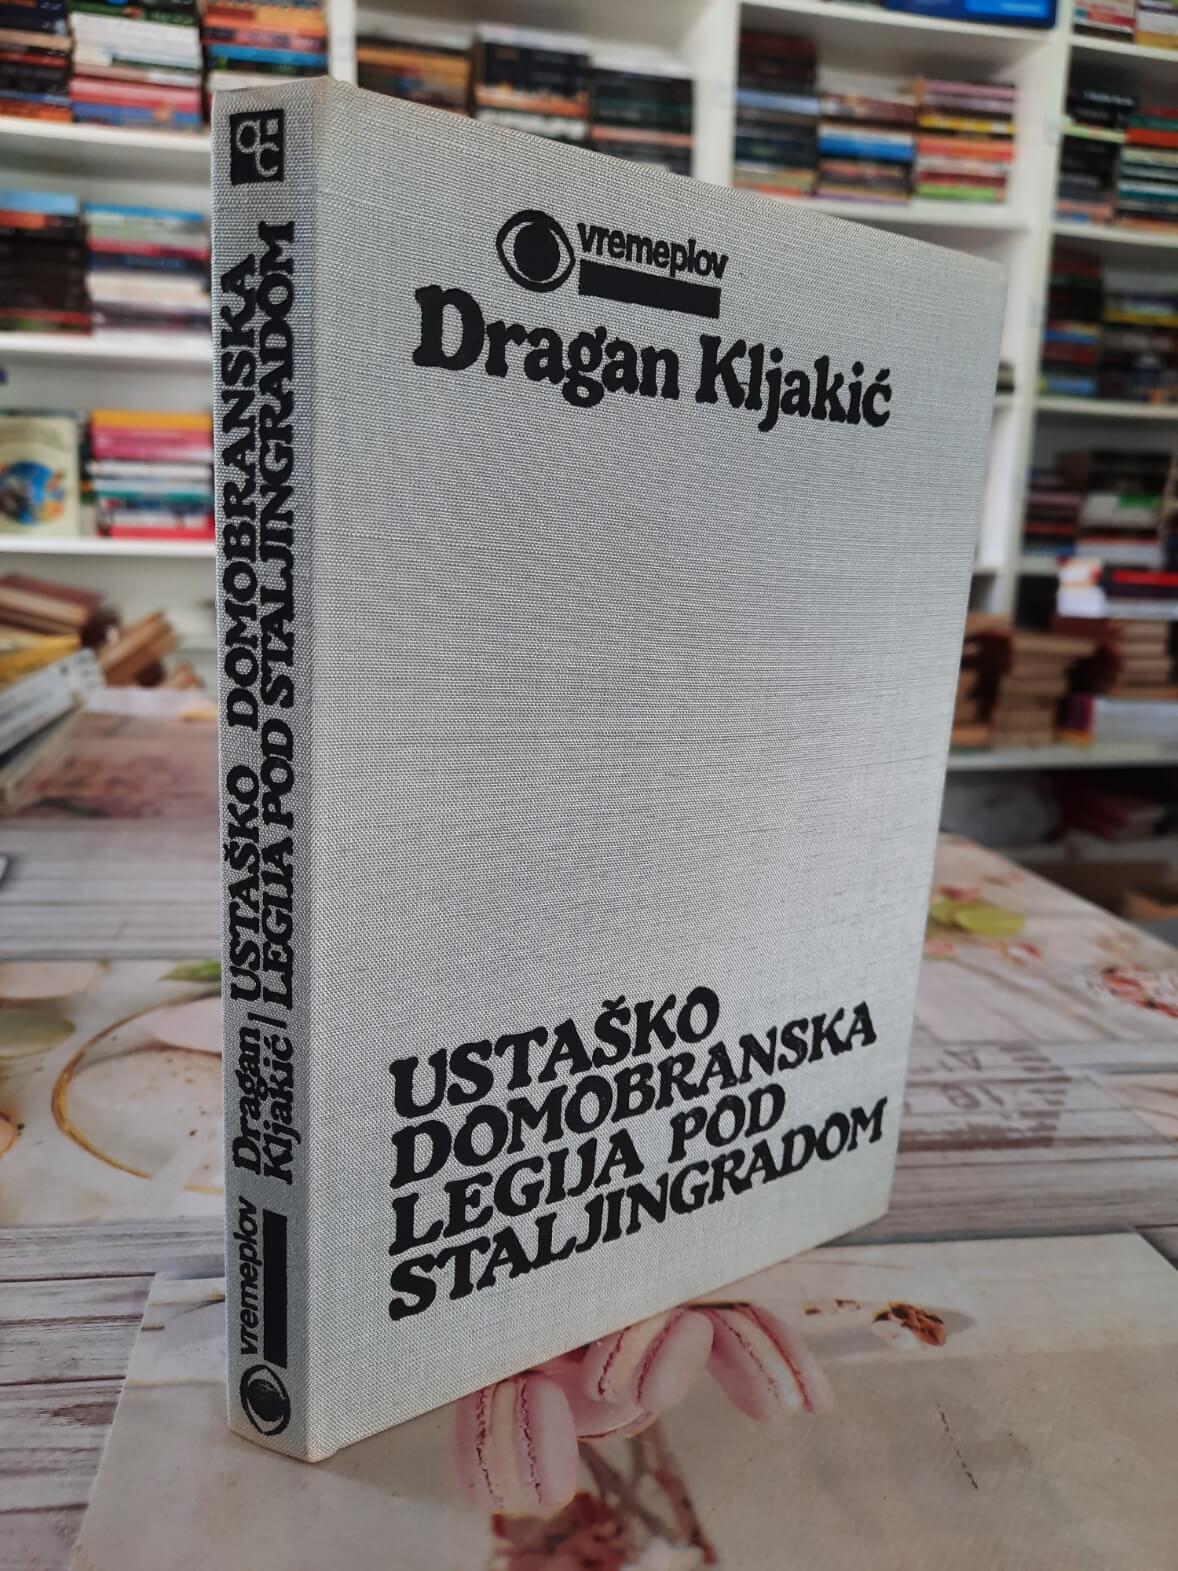 vremeplov
Dragan Kljakić
USTAŠKO
DOMOBRANSKA
LEGIJA POD
STALJINGRADOM
vremeplov
Dragan
Kljakić
USTAŠKO DOMOBRANSKA
LEGIJA POD STALJINGRADOM